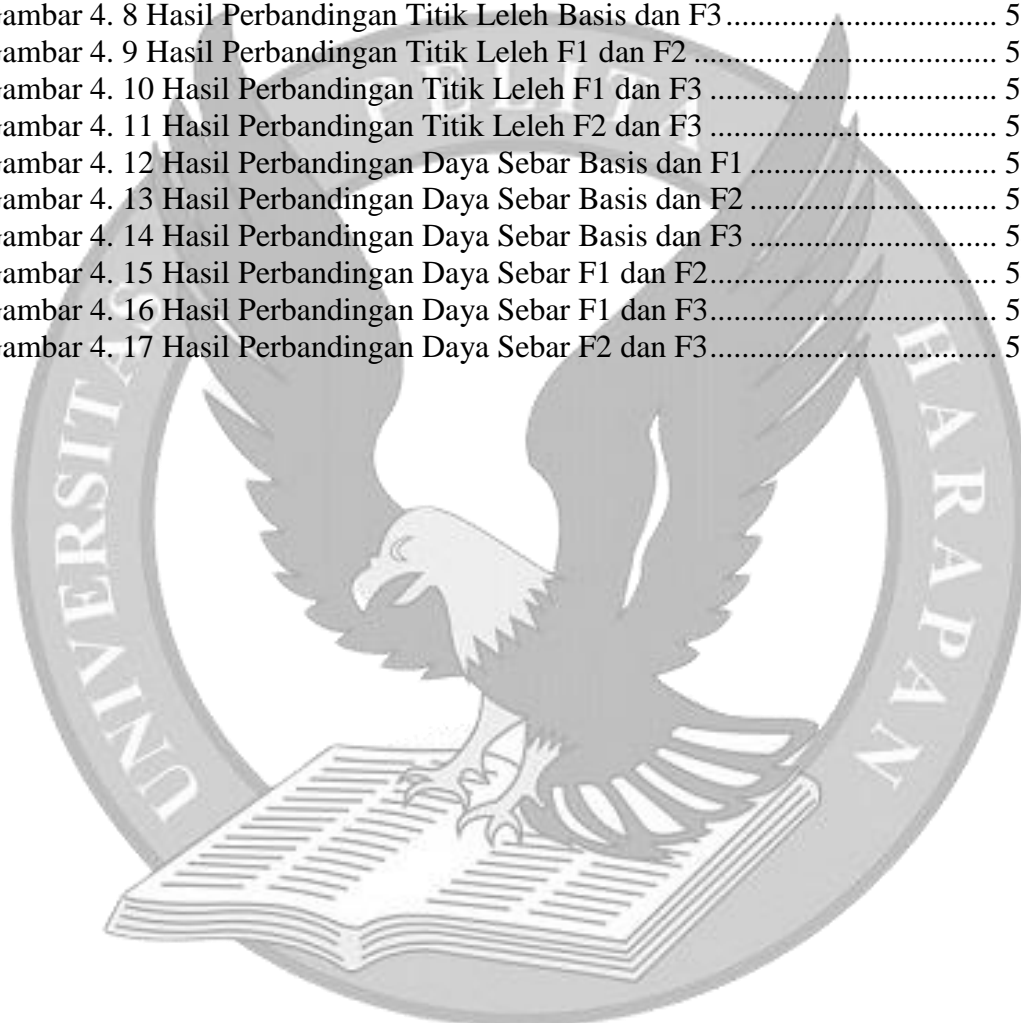 ambar 4. 8 Hasil Perbandingan Titik Leleh Basis dan F3............................. 5
ambar 4. 9 Hasil Perbandingan Titik Leleh F1 dan F2 ................................ 5
ambar 4. 10 Hasil Perbandingan Titik Leleh F1 dan F3 .............................. 5
ambar 4. 11 Hasil Perbandingan Titik Leleh F2 dan F3 .............................. 5
ambar 4. 12 Hasil Perbandingan Daya Sebar Basis dan F1 .......................... 5
ambar 4. 13 Hasil Perbandingan Daya Sebar Basis dan F2 .......................... 5
ambar 4. 14 Hasil Perbandingan Daya Sebar Basis dan F3 .......................... 5
ambar 4. 15 Hasil Perbandingan Daya Sebar F1 dan F2.............................. 5
ambar 4. 16 Hasil Perbandingan Daya Sebar F1 dan F3.............................. 5
ambar 4. 17 Hasil Perbandingan Daya Sebar F2 dan F3.............................. 5
UNIVERSITAS
PELITA
HARAPAN